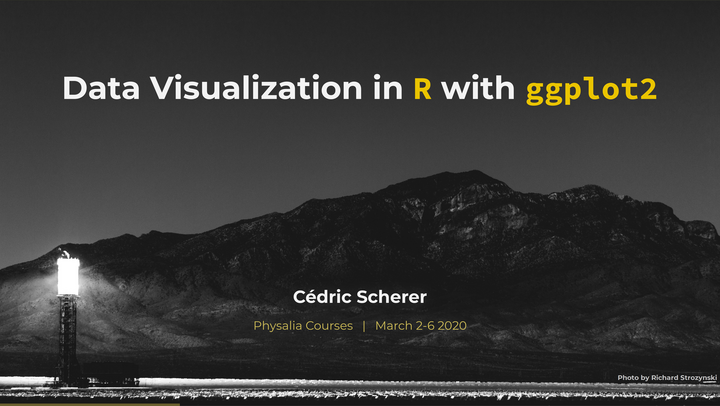 Data Visualization in R with ggplot2
Cédric Scherer
Physalia Courses | March 2-6 2020
Photo by Richard Strozynski